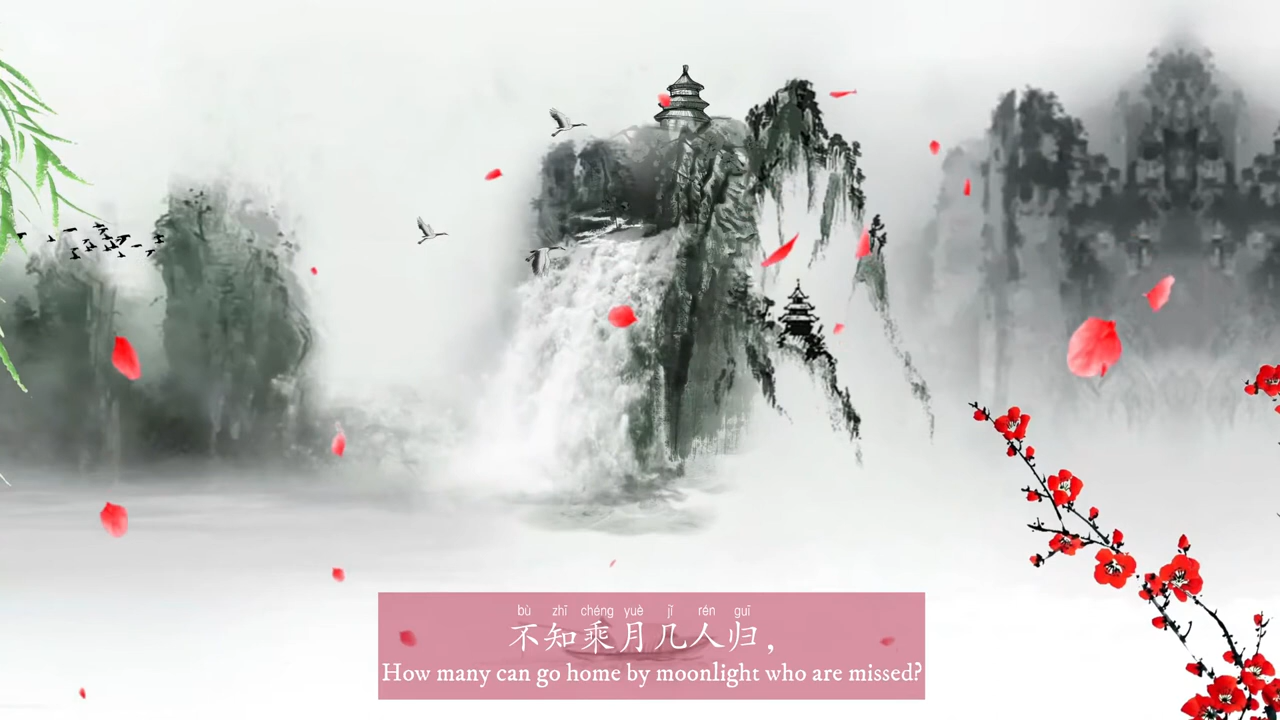 bù zhī chéng yuè jǐ rén guī
不知乘月几人归，
How many can go home by moonlight who are missed?